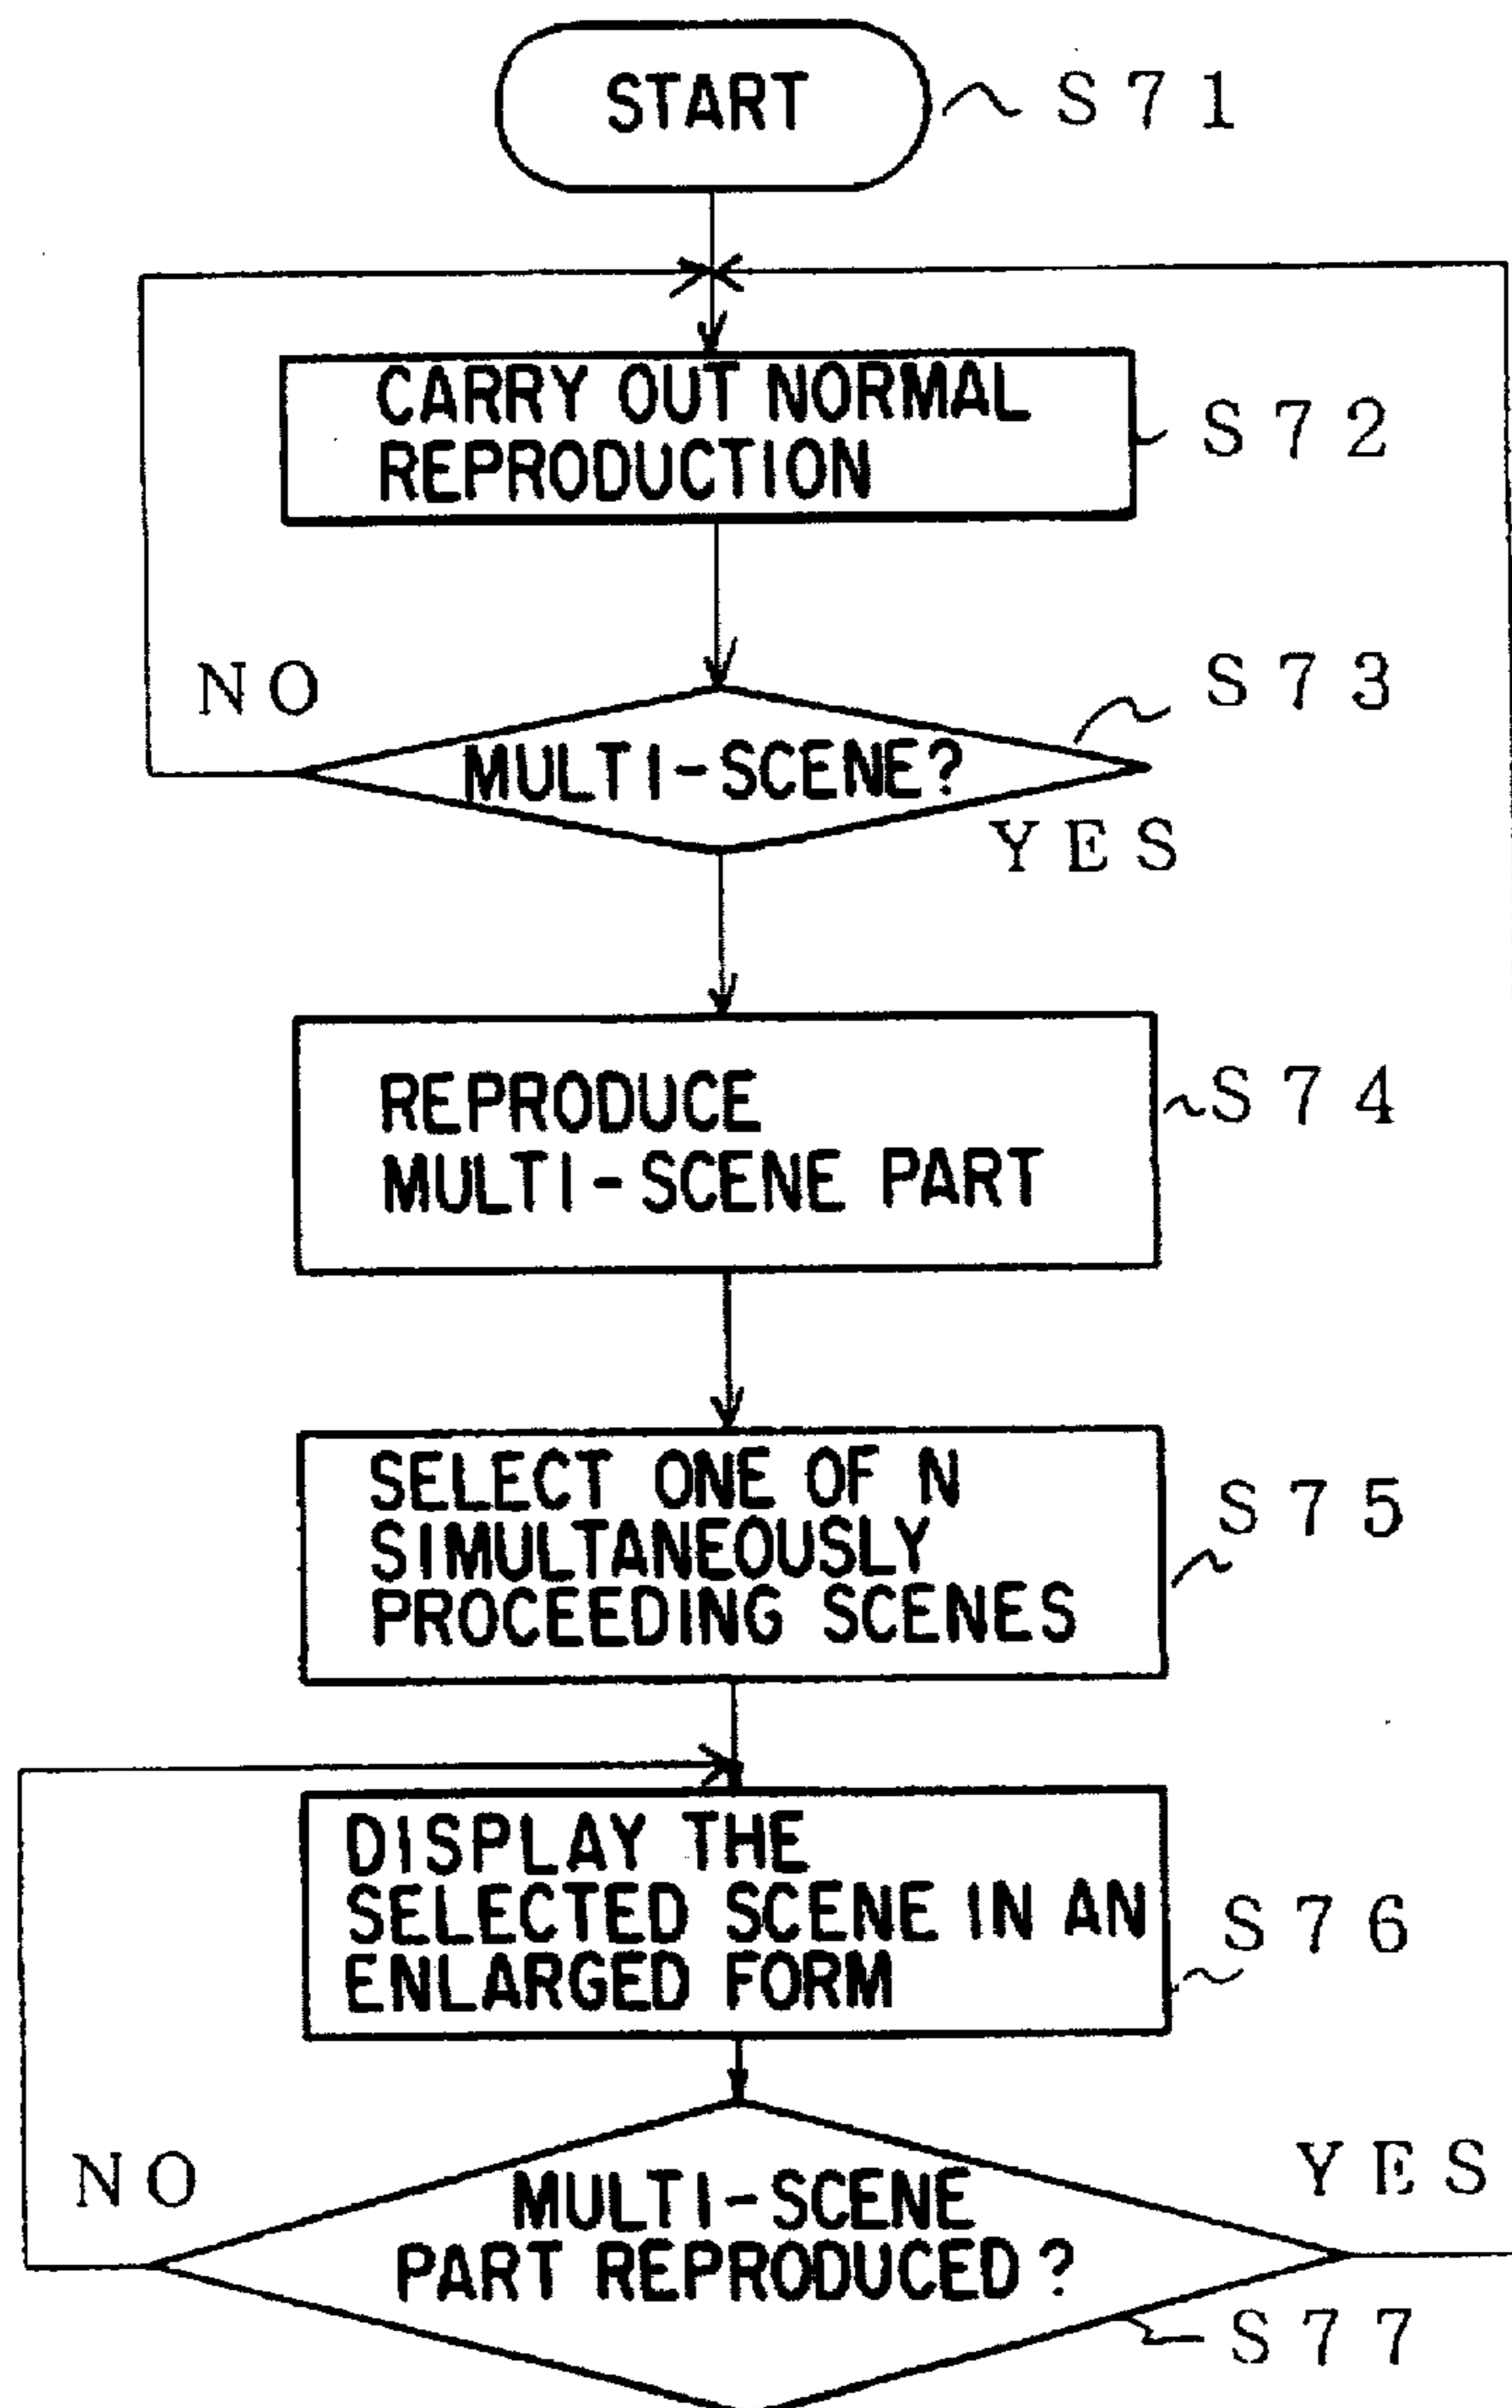 START
S71
CARRY OUT NORMAL
REPRODUCTION
S72
NO
S73
MULTI-SCENE?
YES
REPRODUCE
MULTI-SCENE PART
S74
SELECT ONE OF N
SIMULTANEOUSLY
PROCEEDING SCENES
S75
DISPLAY THE
SELECTED SCENE IN AN
ENLARGED FORM
S76
NO
YES
MULTI-SCENE
PART REPRODUCED?
S77